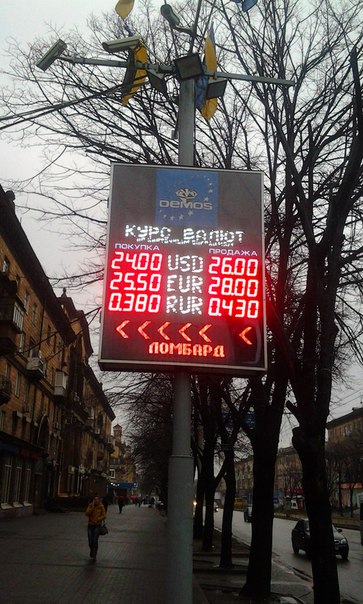 DEMOS
КУРС ВАЛЮТ
ПОКУПКА ПРОДАЖА
24.00 USD 26.00
25.50 EUR 28.00
0.380 RUR 0.430
ЛОМБАРД